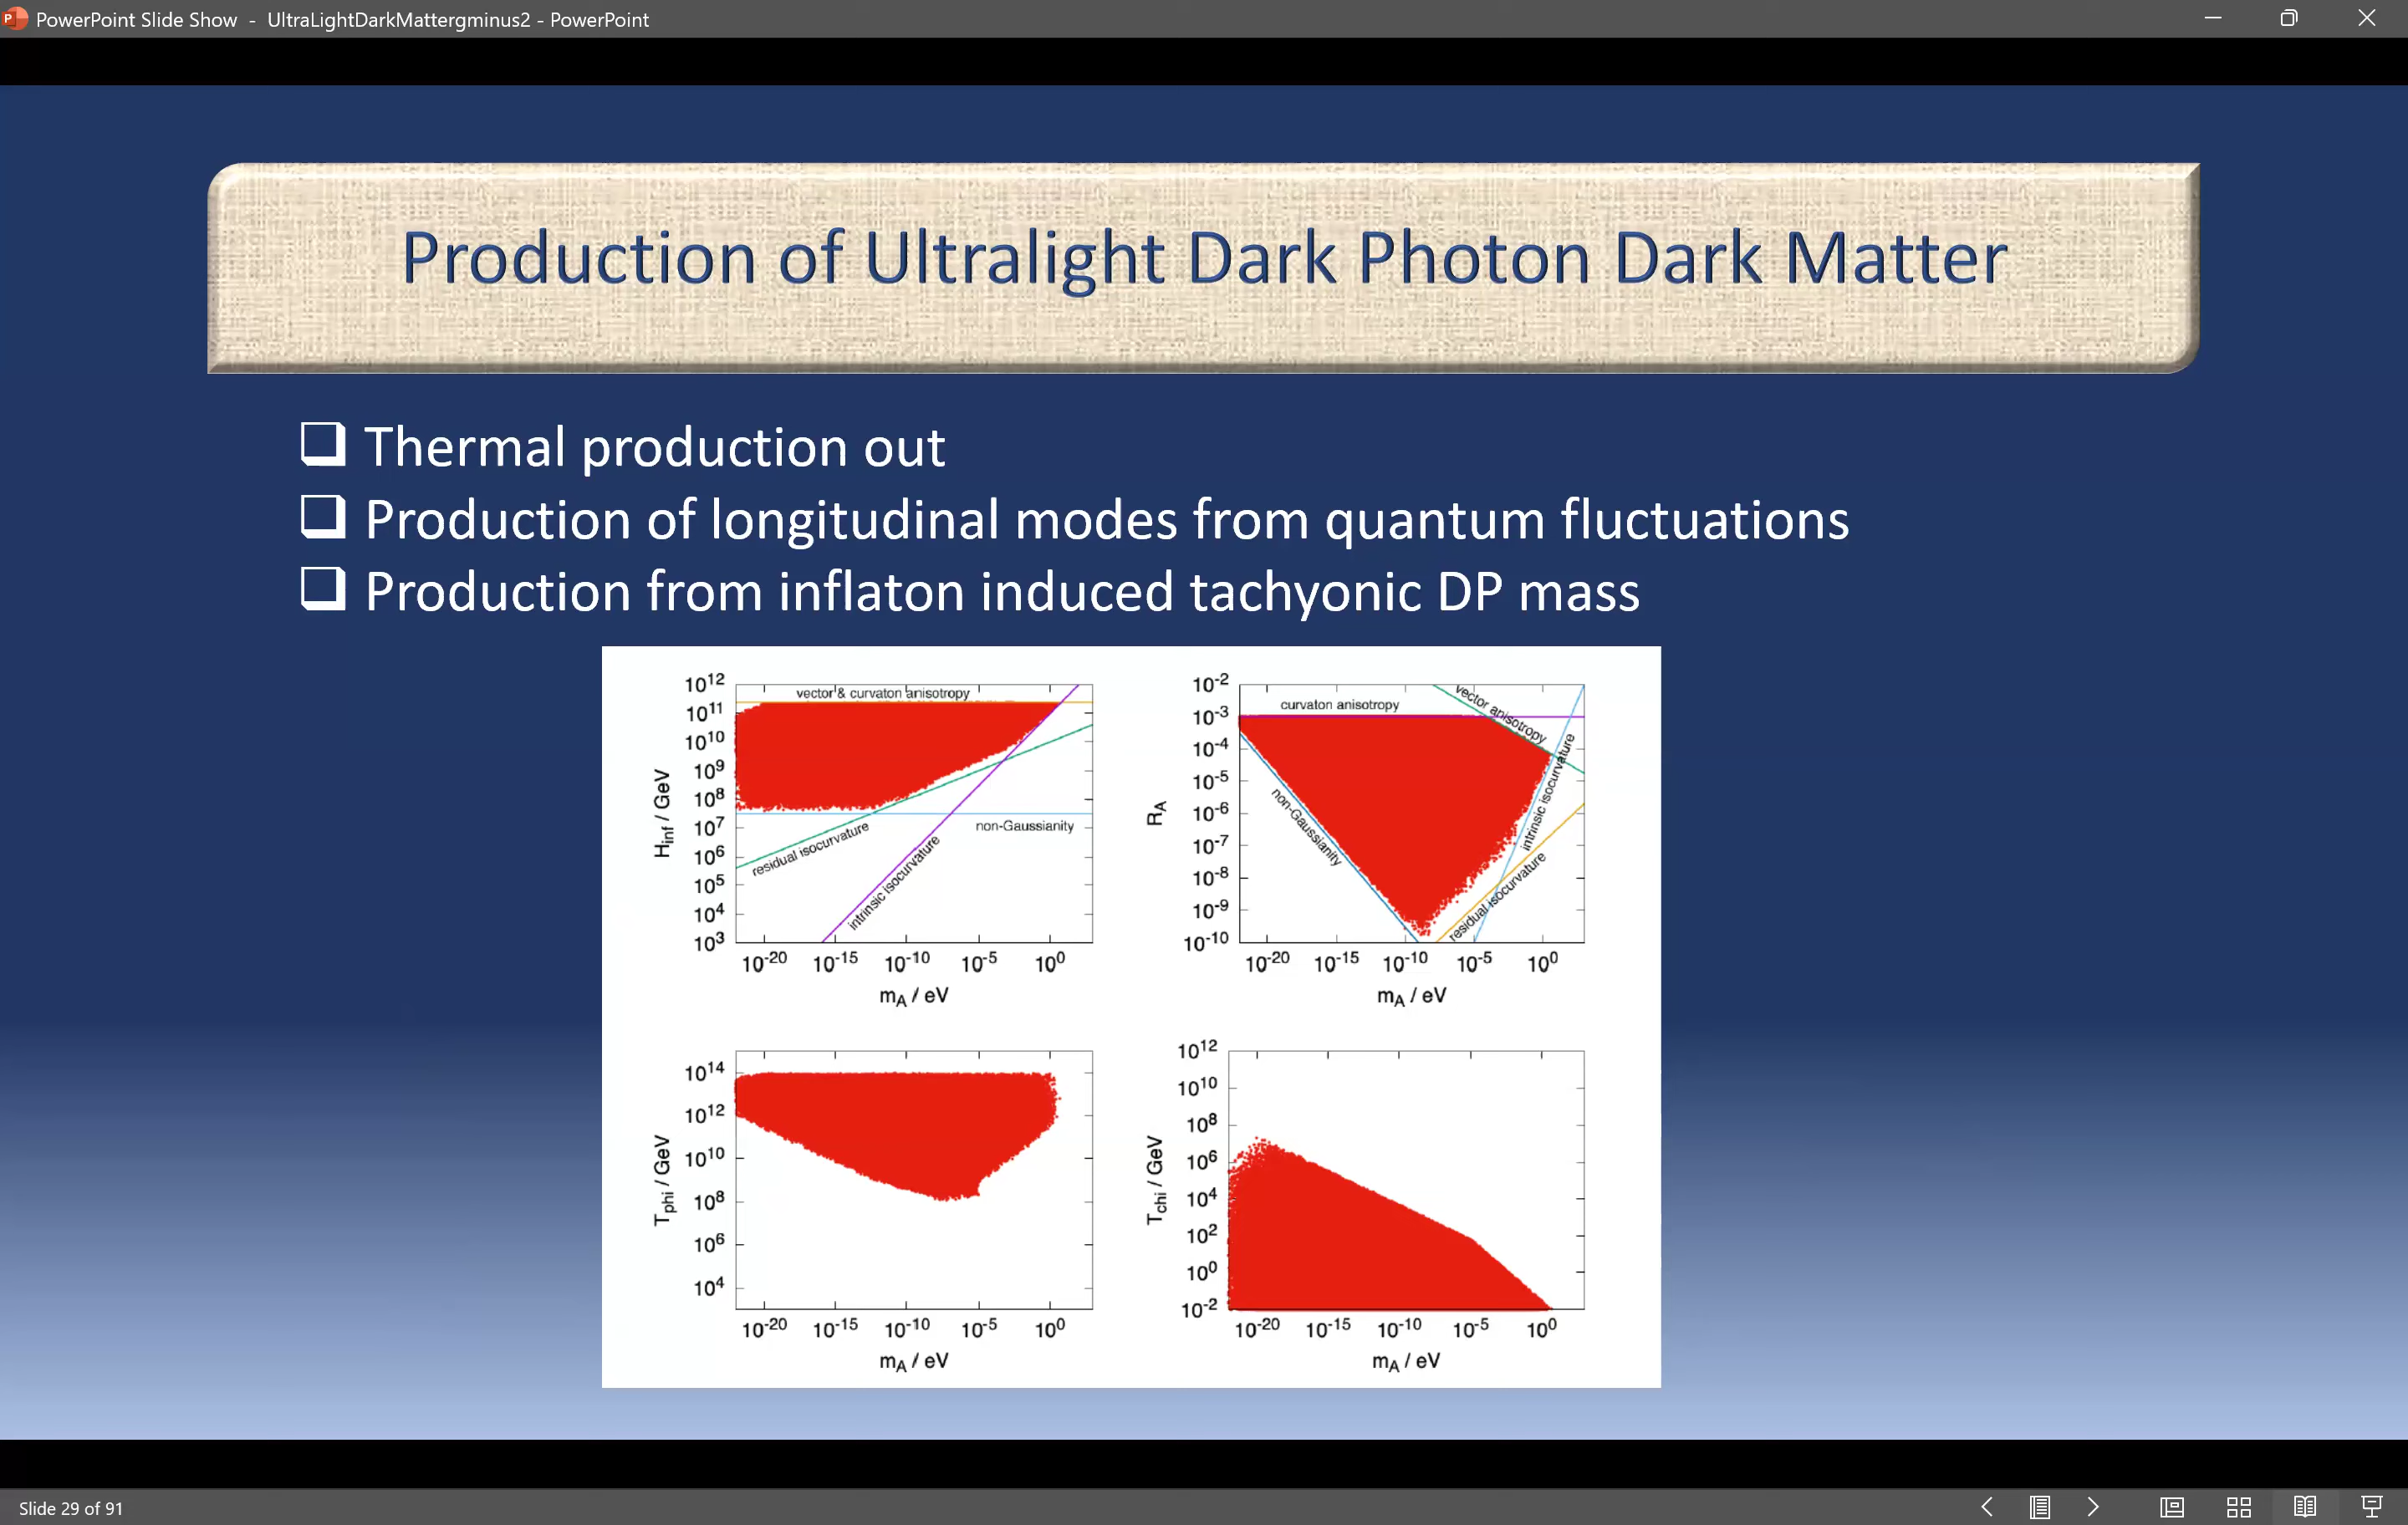 PowerPoint Slide Show - UltraLightDarkMattergminus2 - PowerPoint
Production of Ultralight Dark Photon Dark Matter
❑ Thermal production out
❑ Production of longitudinal modes from quantum fluctuations
❑ Production from inflaton induced tachyonic DP mass
H_inf / GeV
10^12
10^11
10^10
10^9
10^8
10^7
10^6
10^5
10^4
10^3
vector & curvaton anisotropy
non-Gaussianity
residual isocurvature
intrinsic isocurvature
10^-20 10^-15 10^-10 10^-5 10^0
m_A / eV
R_A
10^-2
10^-3
10^-4
10^-5
10^-6
10^-7
10^-8
10^-9
10^-10
curvaton anisotropy
vector anisotropy
non-Gaussianity
intrinsic isocurvature
residual isocurvature
10^-20 10^-15 10^-10 10^-5 10^0
m_A / eV
T_phi / GeV
10^14
10^12
10^10
10^8
10^6
10^4
10^-20 10^-15 10^-10 10^-5 10^0
m_A / eV
T_chi / GeV
10^12
10^10
10^8
10^6
10^4
10^2
10^0
10^-2
10^-20 10^-15 10^-10 10^-5 10^0
m_A / eV
Slide 29 of 91